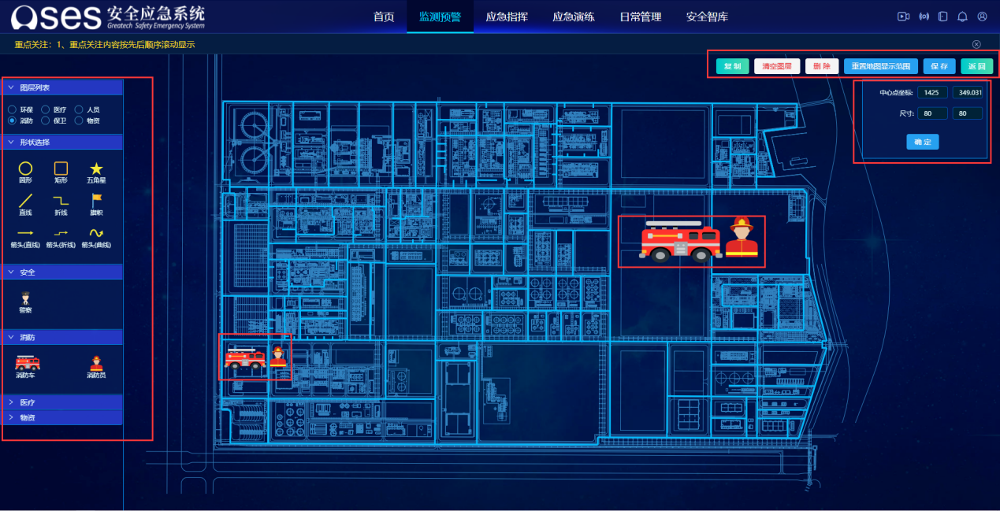 Oses 安全应急系统
Greatech Safety Emergency System
首页 监测预警 应急指挥 应急演练 日常管理 安全智库
重点关注：1、重点关注内容按先后顺序滚动显示
复制 清空图层 删除 重置地图显示范围 保存 返回
图层列表
环保 医疗 人员
消防 保卫 物资
形状选择
圆形 矩形 五角星
直线 折线 旗帜
箭头(直线) 箭头(折线) 箭头(曲线)
安全
警察
消防
消防车 消防员
医疗
物资
中心点坐标: 1425 349.031
尺寸: 80 80
确定